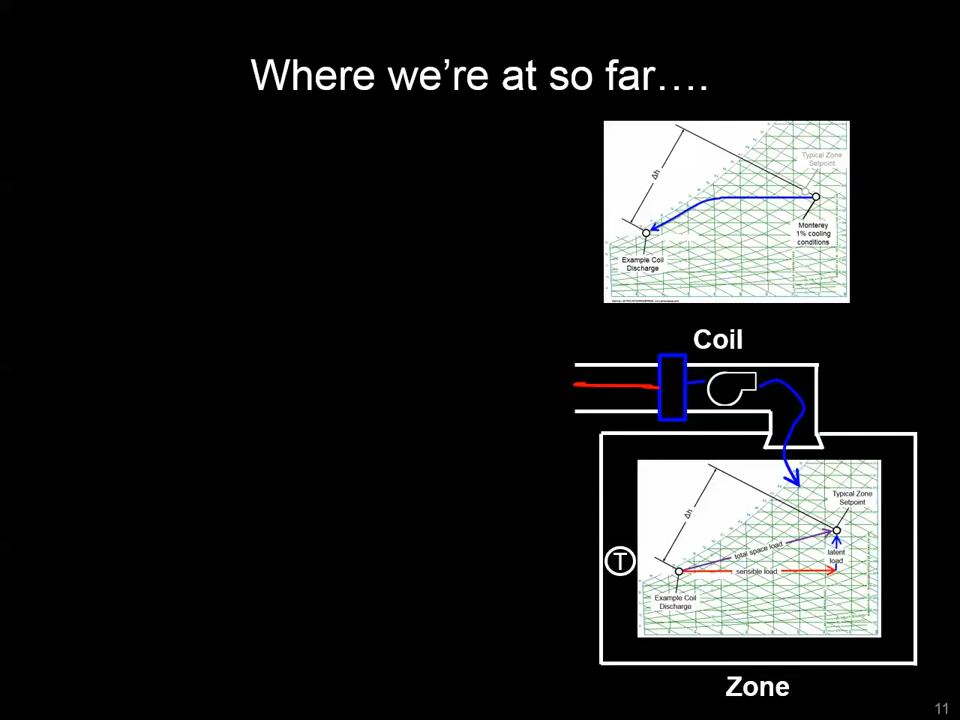 Where we’re at so far….
Typical Zone
Setpoint
Δh
Monterey
1% cooling
conditions
Example Coil
Discharge
Coil
Typical Zone
Setpoint
Δh
total space load
latent
load
sensible load
T
Example Coil
Discharge
Zone
11